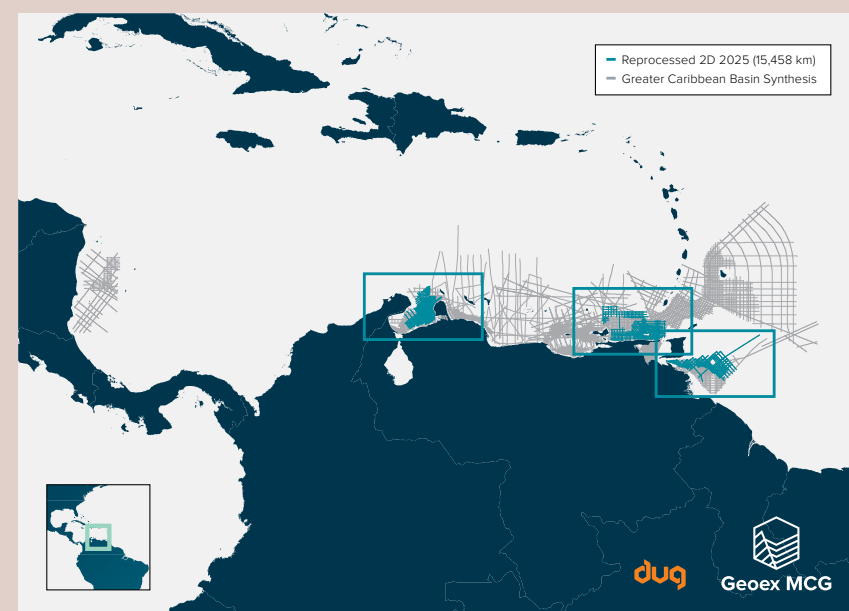 Reprocessed 2D 2025 (15,458 km)
Greater Caribbean Basin Synthesis
dug
Geoex MCG